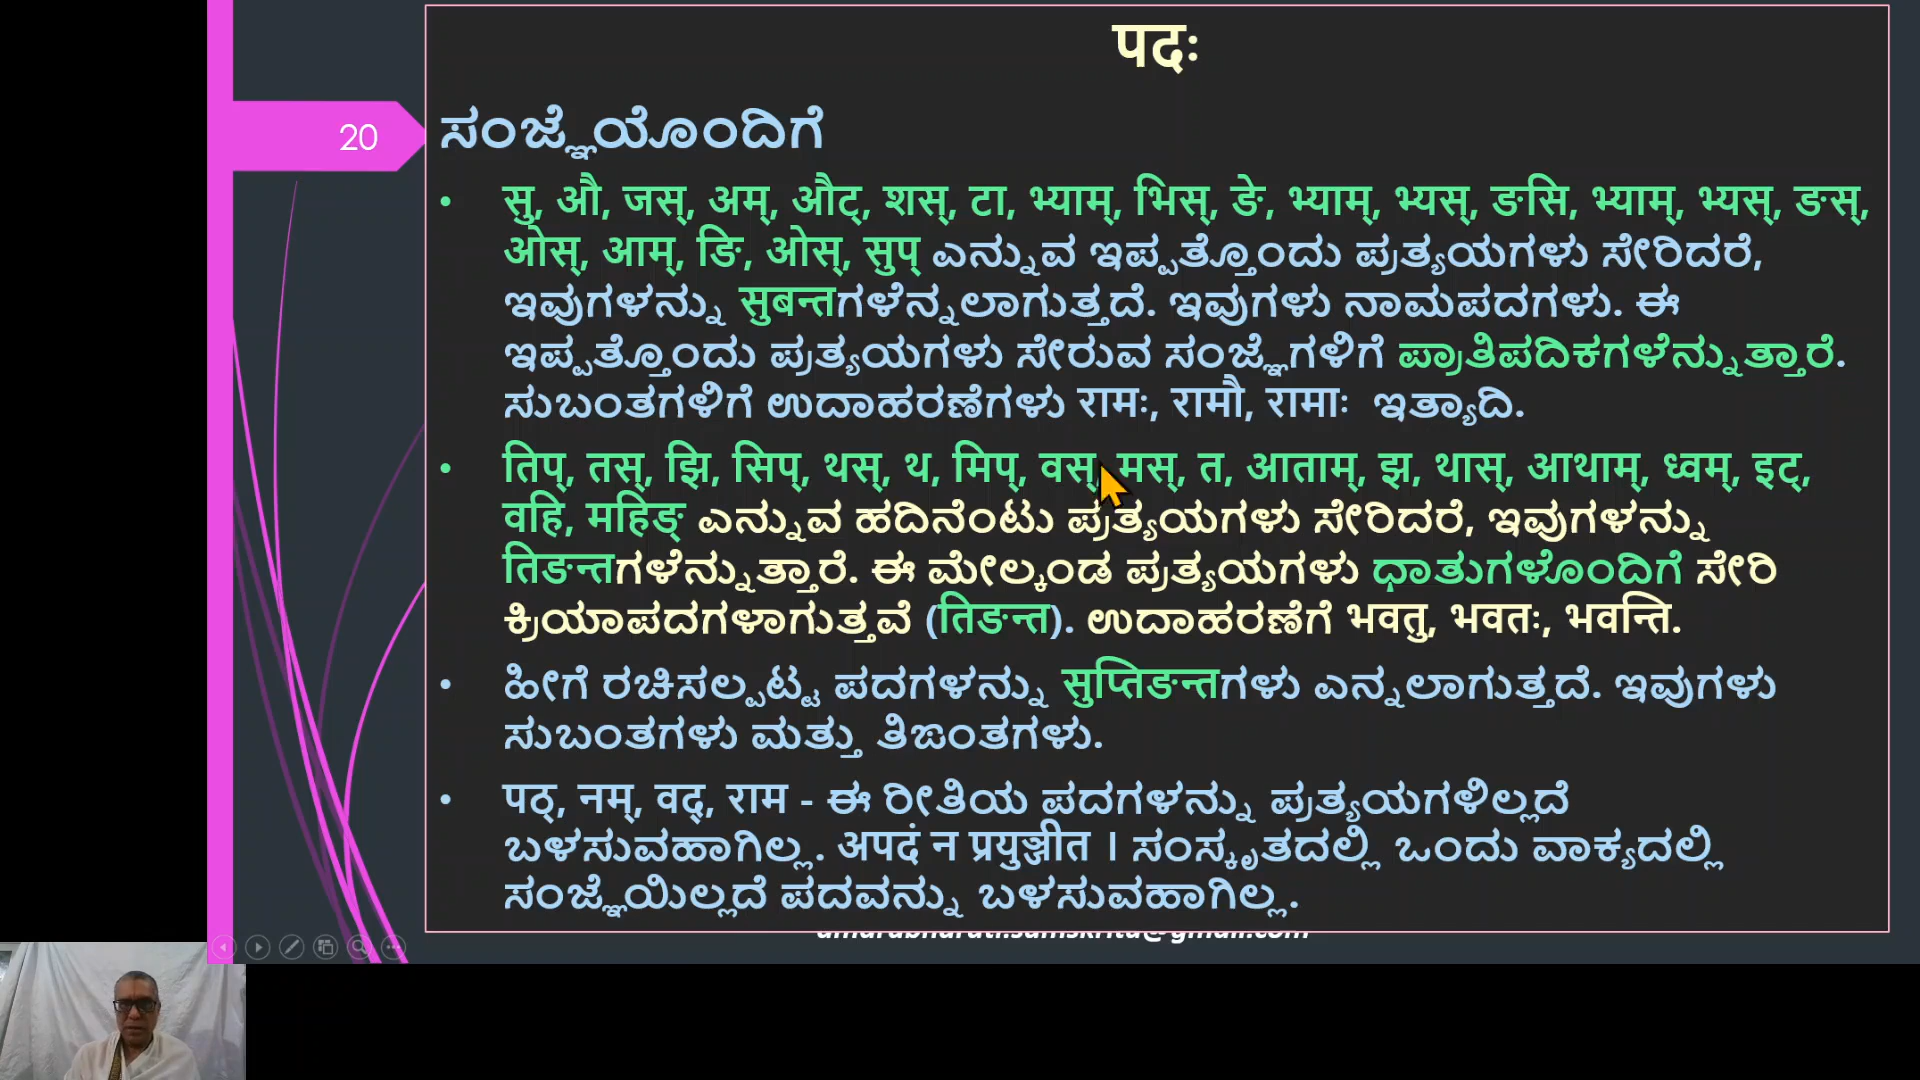 पदः
20
ಸಂಜ್ಞೆಯೊಂದಿಗೆ
• सु, औ, जस्, अम्, औट्, शस्, टा, भ्याम्, भिस्, ङे, भ्याम्, भ्यस्, ङसि, भ्याम्, भ्यस्, ङस्,
ओस्, आम्, ङि, ओस्, सुप् ಎನ್ನುವ ಇಪ್ಪತ್ತೊಂದು ಪ್ರತ್ಯಯಗಳು ಸೇರಿದರೆ,
ಇವುಗಳನ್ನು सुबन्तಗಳೆನ್ನಲಾಗುತ್ತದೆ. ಇವುಗಳು ನಾಮಪದಗಳು. ಈ
ಇಪ್ಪತ್ತೊಂದು ಪ್ರತ್ಯಯಗಳು ಸೇರುವ ಸಂಜ್ಞೆಗಳಿಗೆ ಪ್ರಾತಿಪದಿಕಗಳೆನ್ನುತ್ತಾರೆ.
ಸುಬಂತಗಳಿಗೆ ಉದಾಹರಣೆಗಳು रामः, रामौ, रामाः ಇತ್ಯಾದಿ.
• तिप्, तस्, झि, सिप्, थस्, थ, मिप्, वस्, मस्, त, आताम्, झ, थास्, आथाम्, ध्वम्, इट्,
वहि, महिङ् ಎನ್ನುವ ಹದಿನೆಂಟು ಪ್ರತ್ಯಯಗಳು ಸೇರಿದರೆ, ಇವುಗಳನ್ನು
तिङन्तಗಳೆನ್ನುತ್ತಾರೆ. ಈ ಮೇಲ್ಕಂಡ ಪ್ರತ್ಯಯಗಳು ಧಾತುಗಳೊಂದಿಗೆ ಸೇರಿ
ಕ್ರಿಯಾಪದಗಳಾಗುತ್ತವೆ (तिङन्त). ಉದಾಹರಣೆಗೆ भवतु, भवतः, भवन्ति.
• ಹೀಗೆ ರಚಿಸಲ್ಪಟ್ಟ ಪದಗಳನ್ನು सुप्तिङन्तಗಳು ಎನ್ನಲಾಗುತ್ತದೆ. ಇವುಗಳು
ಸುಬಂತಗಳು ಮತ್ತು ತಿಙಂತಗಳು.
• पठ्, नम्, वद्, राम - ಈ ರೀತಿಯ ಪದಗಳನ್ನು ಪ್ರತ್ಯಯಗಳಿಲ್ಲದೆ
ಬಳಸುವಹಾಗಿಲ್ಲ. अपदं न प्रयुञ्जीत । ಸಂಸ್ಕೃತದಲ್ಲಿ ಒಂದು ವಾಕ್ಯದಲ್ಲಿ
ಸಂಜ್ಞೆಯಿಲ್ಲದೆ ಪದವನ್ನು ಬಳಸುವಹಾಗಿಲ್ಲ.
amarabharati.samskrita@gmail.com